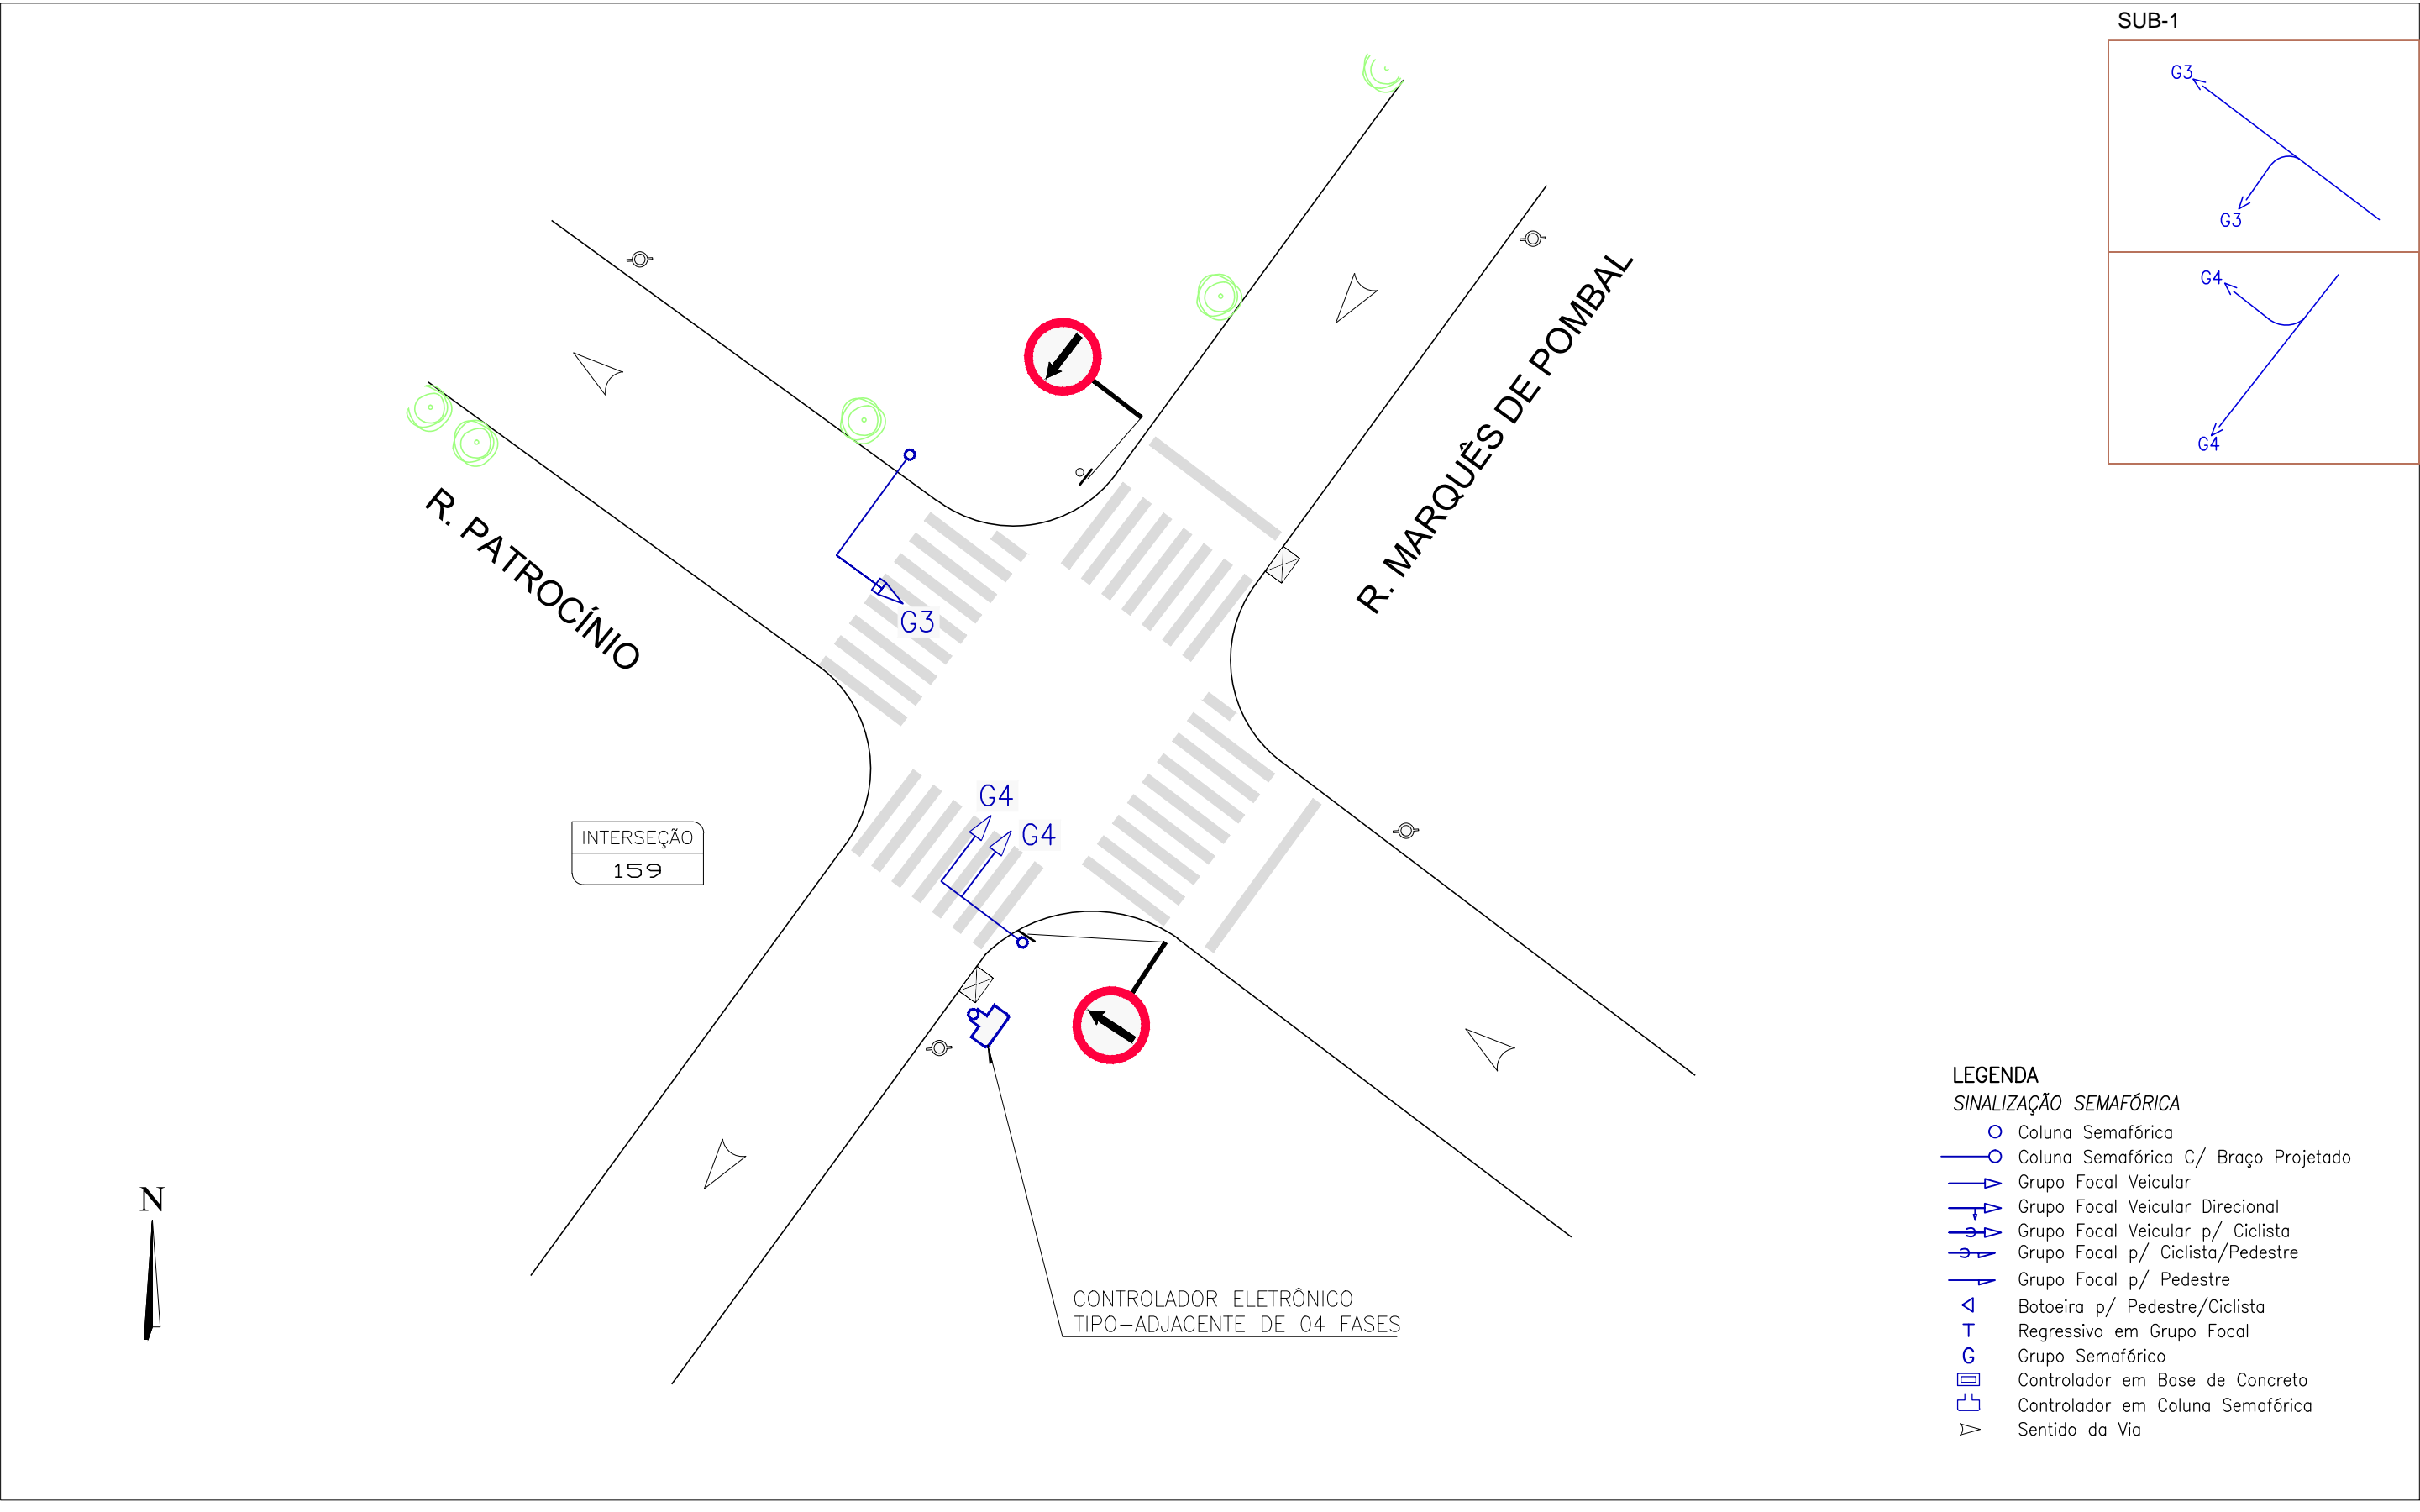 SUB-1
G3
G3
G4
G4
R. MARQUÊS DE POMBAL
R. PATROCÍNIO
G3
G4
G4
INTERSEÇÃO
159
N
CONTROLADOR ELETRÔNICO
TIPO-ADJACENTE DE 04 FASES
LEGENDA
SINALIZAÇÃO SEMAFÓRICA
Coluna Semafórica
Coluna Semafórica C/ Braço Projetado
Grupo Focal Veicular
Grupo Focal Veicular Direcional
Grupo Focal Veicular p/ Ciclista
Grupo Focal p/ Ciclista/Pedestre
Grupo Focal p/ Pedestre
Botoeira p/ Pedestre/Ciclista
T Regressivo em Grupo Focal
G Grupo Semafórico
Controlador em Base de Concreto
Controlador em Coluna Semafórica
Sentido da Via